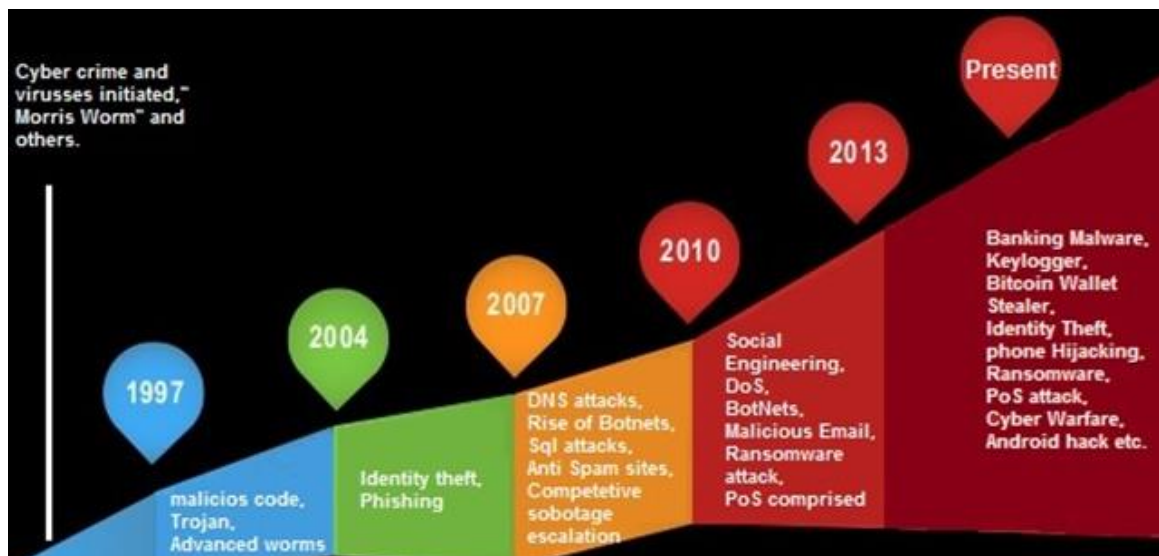 Cyber crime and
virusses initiated,"
Morris Worm" and
others.
1997
malicios code,
Trojan,
Advanced worms
2004
Identity theft,
Phishing
2007
DNS attacks,
Rise of Botnets,
Sql attacks,
Anti Spam sites,
Competetive
sobotage
escalation
2010
Social
Engineering,
DoS,
BotNets,
Malicious Email,
Ransomware
attack,
PoS comprised
2013
Present
Banking Malware,
Keylogger,
Bitcoin Wallet
Stealer,
Identity Theft,
phone Hijacking,
Ransomware,
PoS attack,
Cyber Warfare,
Android hack etc.